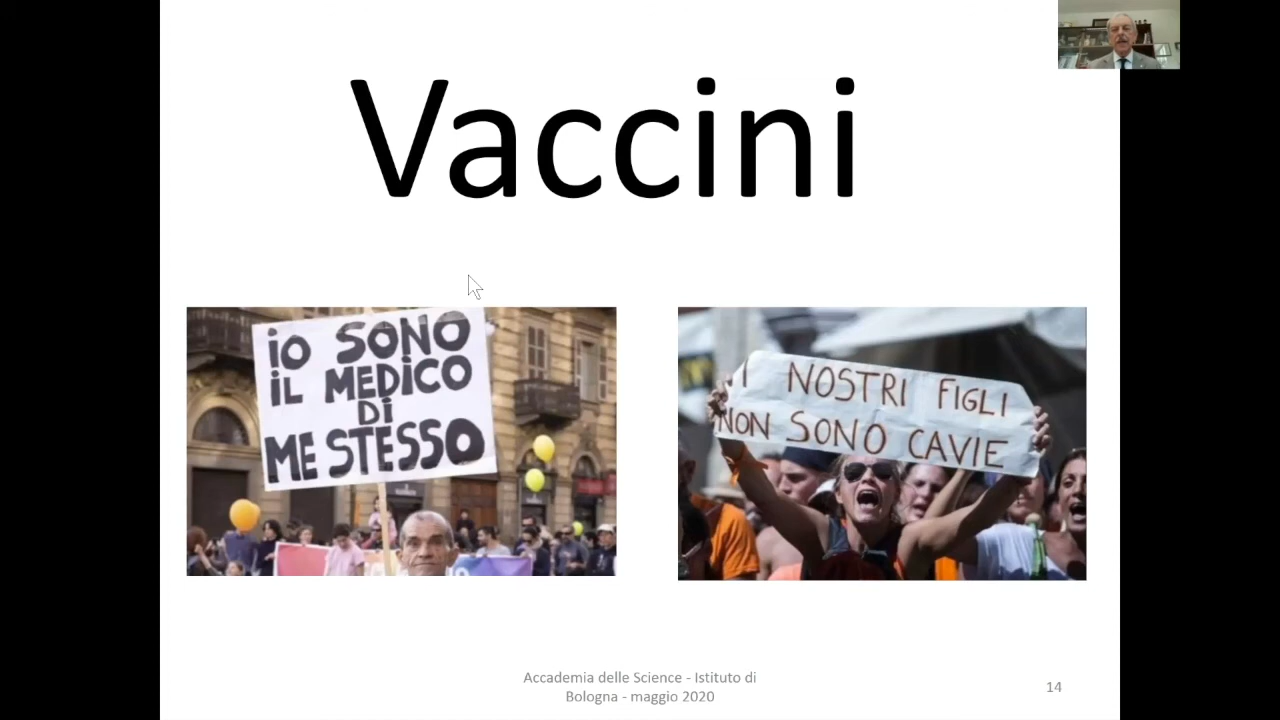 Vaccini
iO SONO
iL MEDiCO
Di
ME STESSO
I NOSTRI FIGLI
NON SONO CAVIE
Accademia delle Science - Istituto di
Bologna - maggio 2020
14